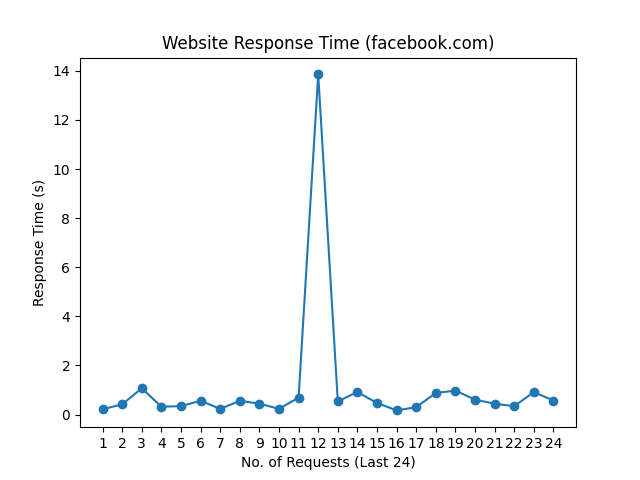 Website Response Time (facebook.com)
Response Time (s)
14
12
10
8
6
4
2
0
1 2 3 4 5 6 7 8 9 10 11 12 13 14 15 16 17 18 19 20 21 22 23 24
No. of Requests (Last 24)